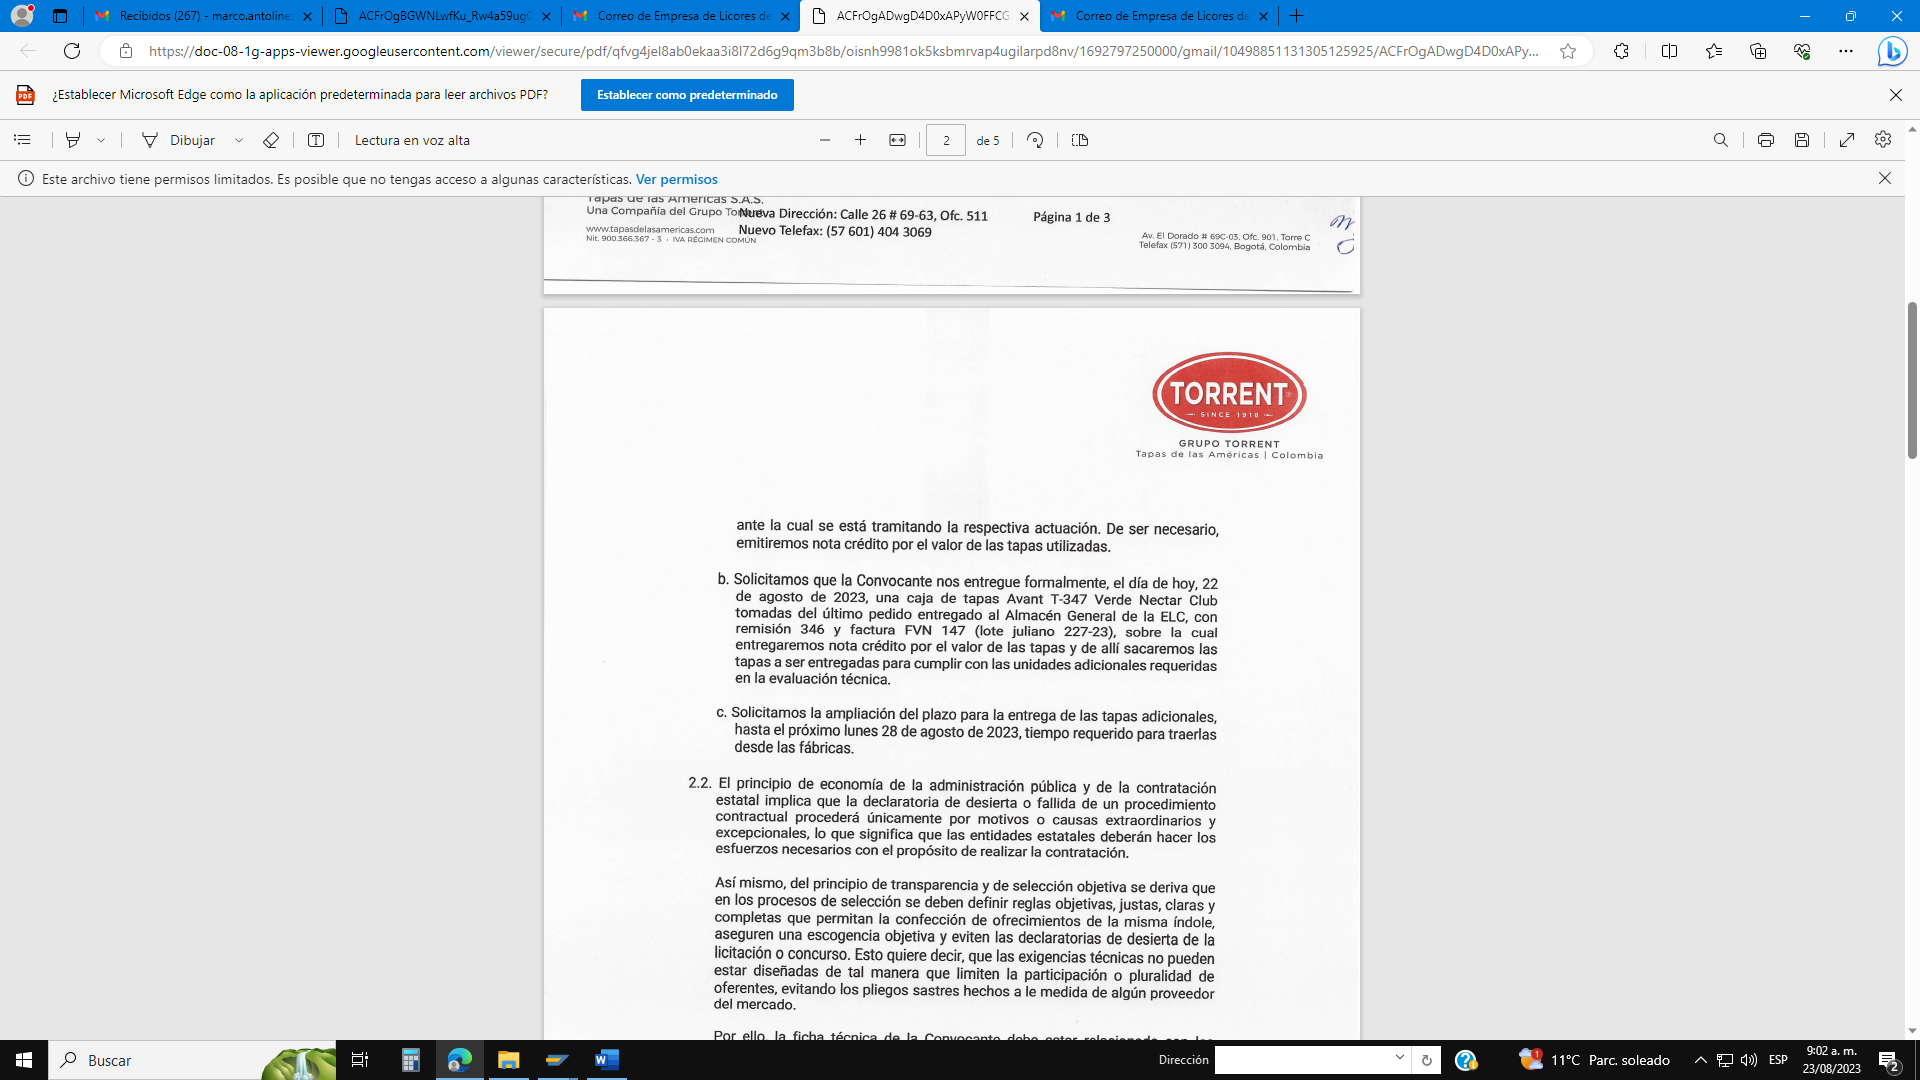 Recibidos (267) - marco.antoline
ACFrOgBGWNLwfKu_Rw4a59ug
Correo de Empresa de Licores de
ACFrOgADwgD4D0xAPyW0FFCG
Correo de Empresa de Licores de
https://doc-08-1g-apps-viewer.googleusercontent.com/viewer/secure/pdf/qfvg4jel8ab0ekaa3i8l72d6g9qm3b8b/oisnh9981ok5ksbmrvap4ugilarpd8nv/1692797250000/gmail/10498851131305125925/ACFrOgADwgD4D0xAPy...
¿Establecer Microsoft Edge como la aplicación predeterminada para leer archivos PDF?
Establecer como predeterminado
Dibujar
Lectura en voz alta
2
de 5
Este archivo tiene permisos limitados. Es posible que no tengas acceso a algunas características. Ver permisos
Tapas de las Américas S.A.S.
Una Compañía del Grupo Torrent
Nueva Dirección: Calle 26 # 69-63, Ofc. 511
Página 1 de 3
www.tapasdelasamericas.com
Nuevo Telefax: (57 601) 404 3069
Nit. 900.366.367 - 3 · IVA RÉGIMEN COMÚN
Av. El Dorado # 69C-03, Ofc. 901, Torre C
Telefax (571) 300 3094, Bogotá, Colombia
TORRENT
SINCE 1910
GRUPO TORRENT
Tapas de las Américas | Colombia
ante la cual se está tramitando la respectiva actuación. De ser necesario,
emitiremos nota crédito por el valor de las tapas utilizadas.
b. Solicitamos que la Convocante nos entregue formalmente, el día de hoy, 22
de agosto de 2023, una caja de tapas Avant T-347 Verde Nectar Club
tomadas del último pedido entregado al Almacén General de la ELC, con
remisión 346 y factura FVN 147 (lote juliano 227-23), sobre la cual
entregaremos nota crédito por el valor de las tapas y de allí sacaremos las
tapas a ser entregadas para cumplir con las unidades adicionales requeridas
en la evaluación técnica.
c. Solicitamos la ampliación del plazo para la entrega de las tapas adicionales,
hasta el próximo lunes 28 de agosto de 2023, tiempo requerido para traerlas
desde las fábricas.
2.2. El principio de economía de la administración pública y de la contratación
estatal implica que la declaratoria de desierta o fallida de un procedimiento
contractual procederá únicamente por motivos o causas extraordinarios y
excepcionales, lo que significa que las entidades estatales deberán hacer los
esfuerzos necesarios con el propósito de realizar la contratación.
Así mismo, del principio de transparencia y de selección objetiva se deriva que
en los procesos de selección se deben definir reglas objetivas, justas, claras y
completas que permitan la confección de ofrecimientos de la misma índole,
aseguren una escogencia objetiva y eviten las declaratorias de desierta de la
licitación o concurso. Esto quiere decir, que las exigencias técnicas no pueden
estar diseñadas de tal manera que limiten la participación o pluralidad de
oferentes, evitando los pliegos sastres hechos a le medida de algún proveedor
del mercado.
Por ello, la ficha técnica de la Convocante debe estar relacionada con los
Buscar
Dirección
1
11°C Parc. soleado
ESP
9:02 a. m.
23/08/2023
2